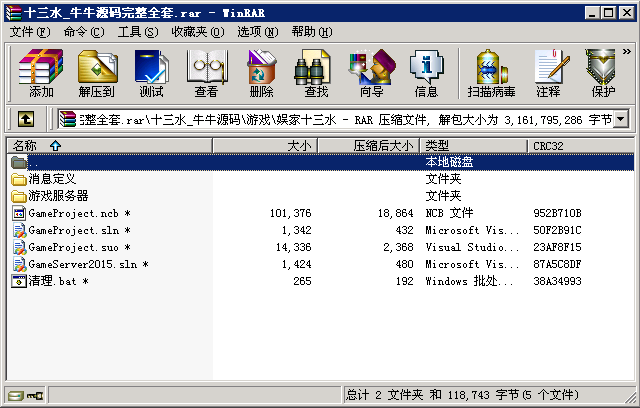 十三水_牛牛源码完整全套.rar - WinRAR
文件(F) 命令(C) 工具(S) 收藏夹(O) 选项(N) 帮助(H)
添加 解压到 测试 查看 删除 查找 向导 信息 扫描病毒 注释 保护 »
完整全套.rar\十三水_牛牛源码\游戏\娱家十三水 - RAR 压缩文件, 解包大小为 3,161,795,286 字节
名称 大小 压缩后大小 类型 CRC32
.. 本地磁盘
消息定义 文件夹
游戏服务器 文件夹
GameProject.ncb * 101,376 18,864 NCB 文件 952B710B
GameProject.sln * 1,342 432 Microsoft Vis... 50F2B91C
GameProject.suo * 14,336 2,368 Visual Studio... 23AF8F15
GameServer2015.sln * 1,424 480 Microsoft Vis... 87A5C8DF
清理.bat * 265 192 Windows 批处... 38A34993
总计 2 文件夹 和 118,743 字节(5 个文件)